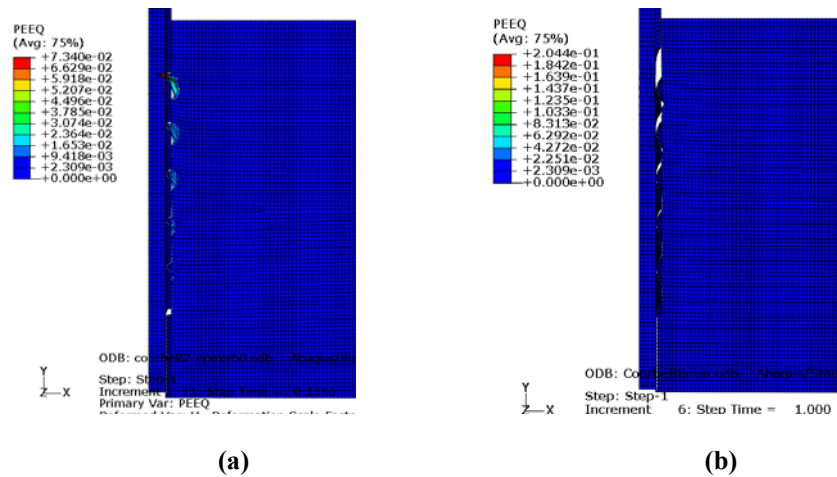 PEEQ
(Avg: 75%)
+7.340e-02
+6.629e-02
+5.918e-02
+5.207e-02
+4.496e-02
+3.785e-02
+3.074e-02
+2.364e-02
+1.653e-02
+9.418e-03
+2.309e-03
+0.000e+00
Y
Z X
ODB:
Step:
Increment Step Time =
Primary Var: PEEQ
(a)
PEEQ
(Avg: 75%)
+2.044e-01
+1.842e-01
+1.639e-01
+1.437e-01
+1.235e-01
+1.033e-01
+8.313e-02
+6.292e-02
+4.272e-02
+2.251e-02
+2.309e-03
+0.000e+00
Y
Z X
ODB:
Step: Step-1
Increment 6: Step Time = 1.000
(b)